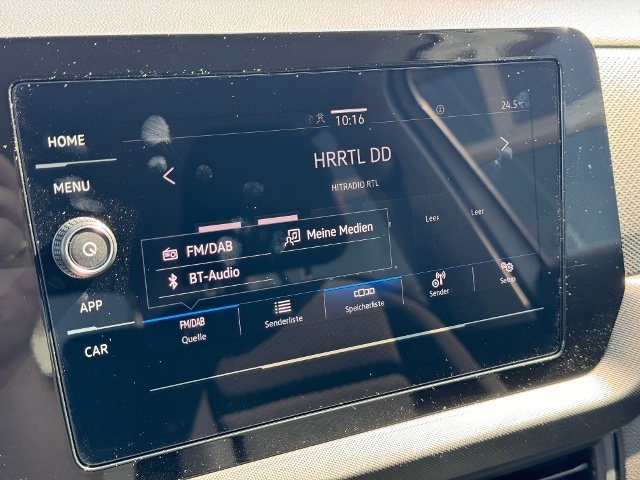 HOME
MENU
APP
CAR
10:16
24.5°C
HRRTL DD
HITRADIO RTL
Leer
Leer
FM/DAB
Meine Medien
BT-Audio
FM/DAB
Quelle
Senderliste
Speicherliste
Sender
Setup